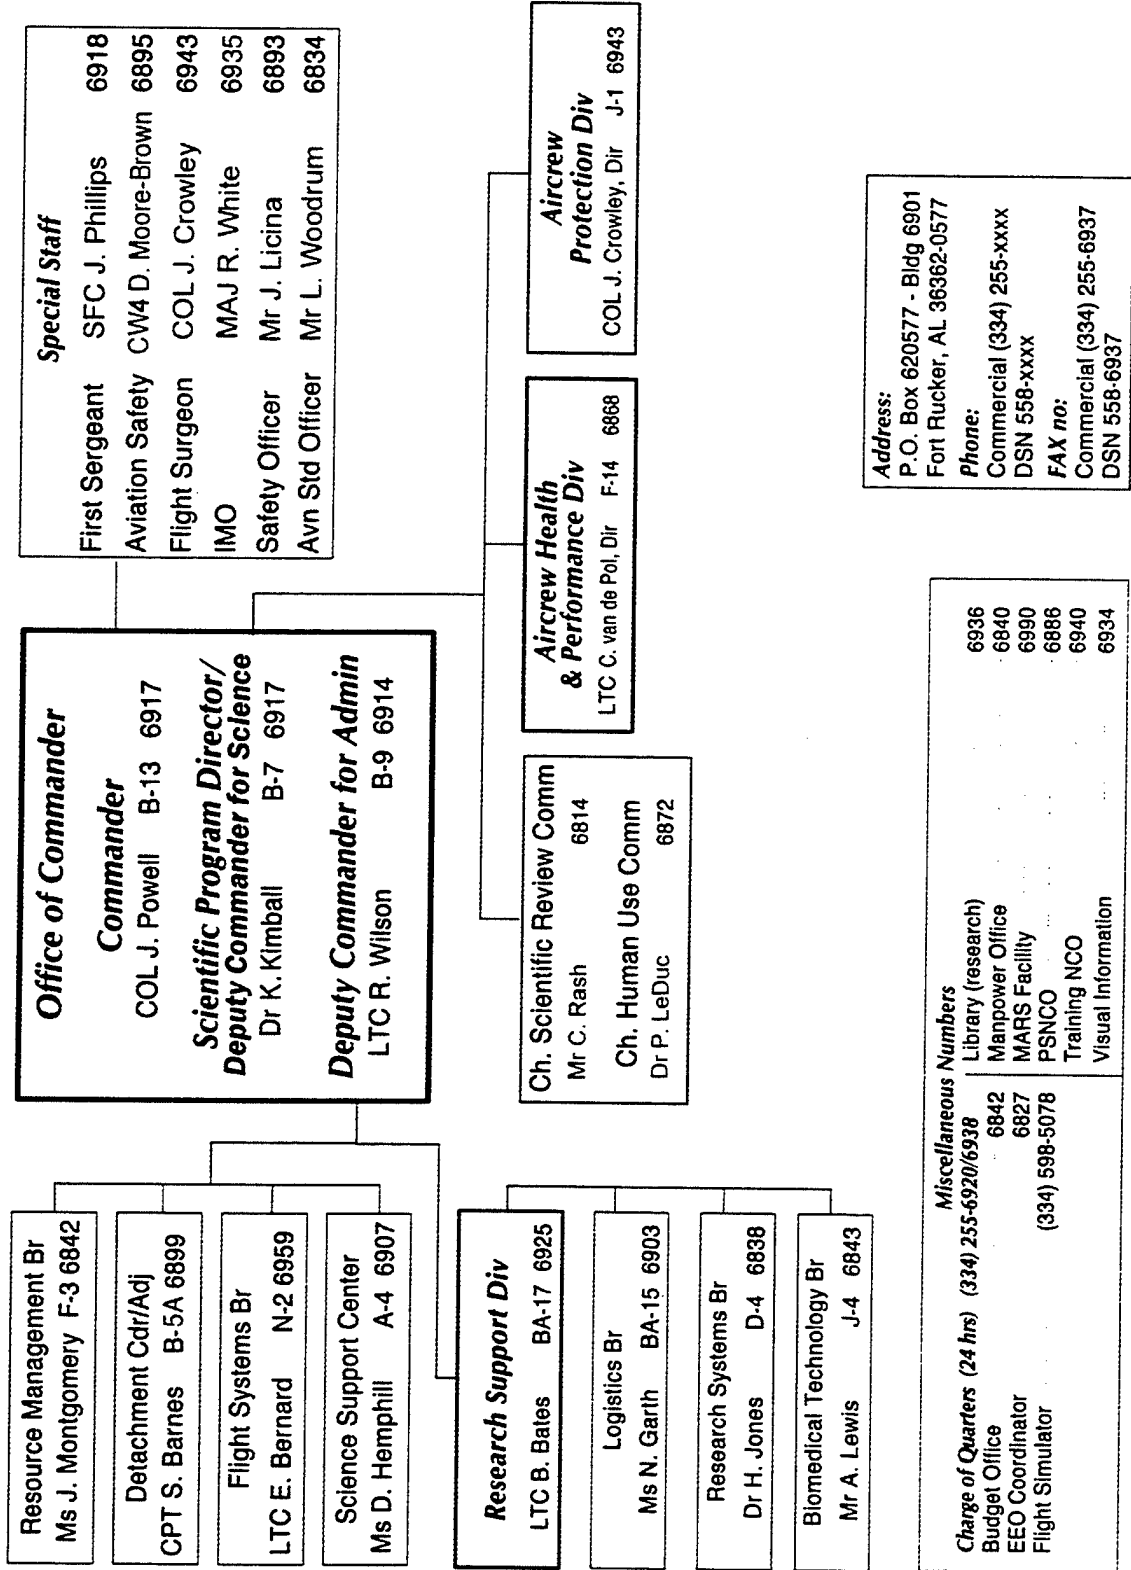 Office of Commander
Commander
COL J. Powell B-13 6917
Scientific Program Director/
Deputy Commander for Science
Dr K. Kimball B-7 6917
Deputy Commander for Admin
LTC R. Wilson B-9 6914
Special Staff
First Sergeant SFC J. Phillips 6918
Aviation Safety CW4 D. Moore-Brown 6895
Flight Surgeon COL J. Crowley 6943
IMO MAJ R. White 6935
Safety Officer Mr J. Licina 6893
Avn Std Officer Mr L. Woodrum 6834
Resource Management Br
Ms J. Montgomery F-3 6842
Detachment Cdr/Adj
CPT S. Barnes B-5A 6899
Flight Systems Br
LTC E. Bernard N-2 6959
Science Support Center
Ms D. Hemphill A-4 6907
Research Support Div
LTC B. Bates BA-17 6925
Logistics Br
Ms N. Garth BA-15 6903
Research Systems Br
Dr H. Jones D-4 6838
Biomedical Technology Br
Mr A. Lewis J-4 6843
Ch. Scientific Review Comm
Mr C. Rash 6814
Ch. Human Use Comm
Dr P. LeDuc 6872
Aircrew Health
& Performance Div
LTC C. van de Pol, Dir F-14 6868
Aircrew
Protection Div
COL J. Crowley, Dir J-1 6943
Miscellaneous Numbers
Charge of Quarters (24 hrs) (334) 255-6920/6938
Budget Office 6842
EEO Coordinator 6827
Flight Simulator (334) 598-5078
Library (research) 6936
Manpower Office 6840
MARS Facility 6990
PSNCO 6886
Training NCO 6940
Visual Information 6934
Address:
P.O. Box 620577 - Bldg 6901
Fort Rucker, AL 36362-0577
Phone:
Commercial (334) 255-xxxx
DSN 558-xxxx
FAX no:
Commercial (334) 255-6937
DSN 558-6937